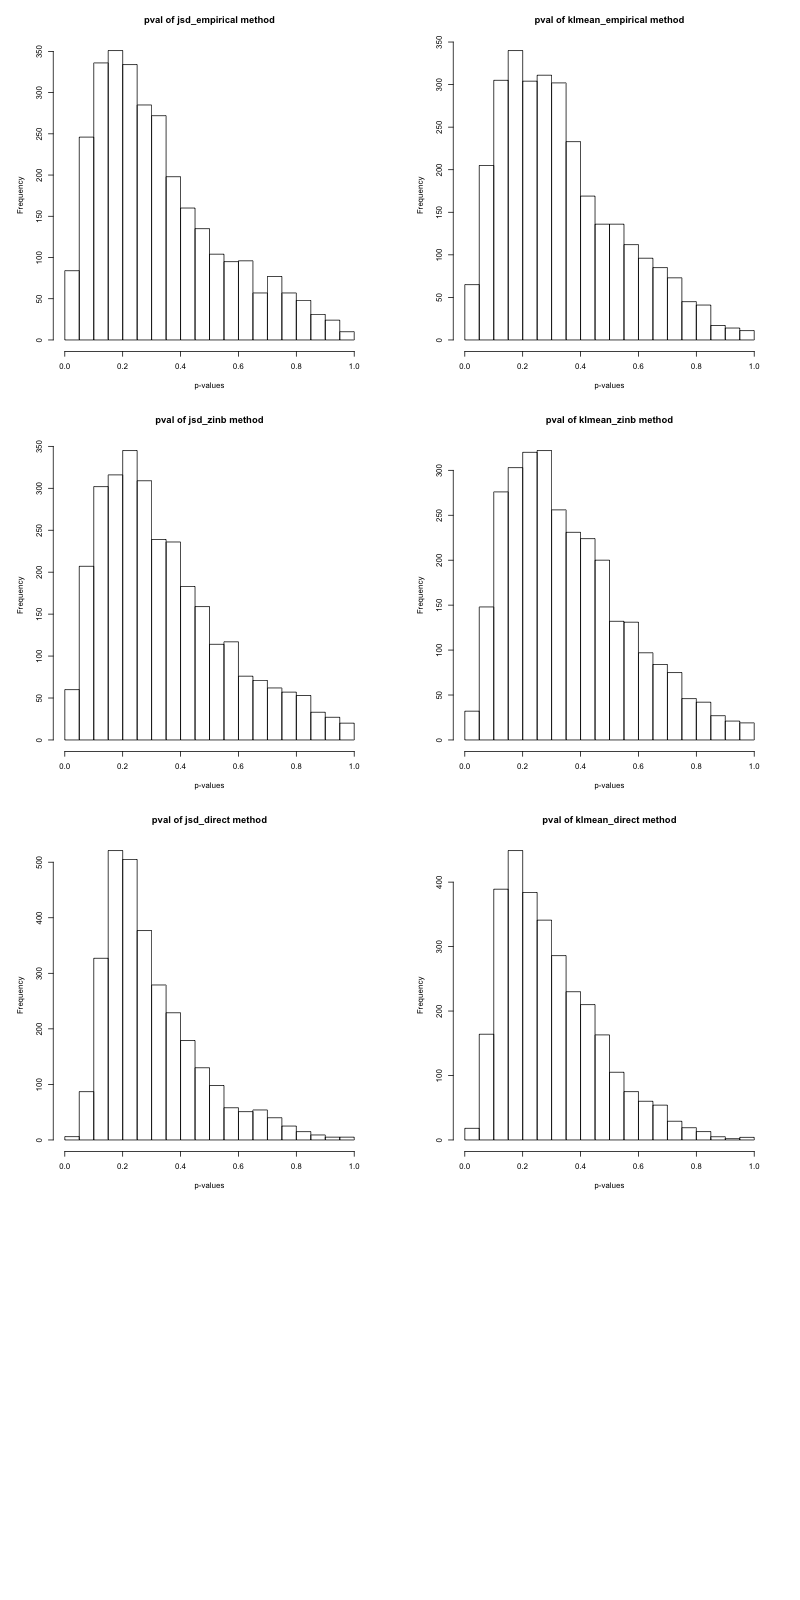 pval of jsd_empirical method
Frequency
0 50 100 150 200 250 300 350
0.0 0.2 0.4 0.6 0.8 1.0
p-values
pval of klmean_empirical method
Frequency
0 50 100 150 200 250 300 350
0.0 0.2 0.4 0.6 0.8 1.0
p-values
pval of jsd_zinb method
Frequency
0 50 100 150 200 250 300 350
0.0 0.2 0.4 0.6 0.8 1.0
p-values
pval of klmean_zinb method
Frequency
0 50 100 150 200 250 300
0.0 0.2 0.4 0.6 0.8 1.0
p-values
pval of jsd_direct method
Frequency
0 100 200 300 400 500
0.0 0.2 0.4 0.6 0.8 1.0
p-values
pval of klmean_direct method
Frequency
0 100 200 300 400
0.0 0.2 0.4 0.6 0.8 1.0
p-values